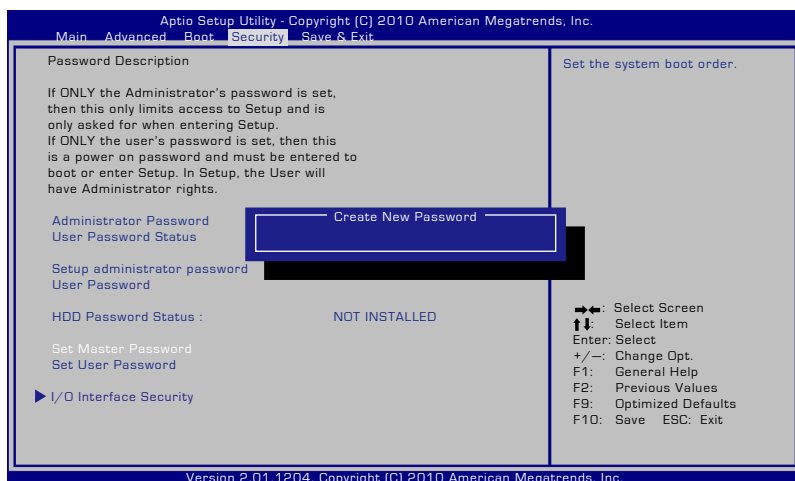 Aptio Setup Utility - Copyright (C) 2010 American Megatrends, Inc.
Main Advanced Boot Security Save & Exit
Password Description
If ONLY the Administrator's password is set,
then this only limits access to Setup and is
only asked for when entering Setup.
If ONLY the user's password is set, then this
is a power on password and must be entered to
boot or enter Setup. In Setup, the User will
have Administrator rights.
Administrator Password
User Password Status
Create New Password
Setup administrator password
User Password
HDD Password Status : NOT INSTALLED
Set Master Password
Set User Password
I/O Interface Security
Set the system boot order.
→←: Select Screen
↑↓: Select Item
Enter: Select
+/—: Change Opt.
F1: General Help
F2: Previous Values
F9: Optimized Defaults
F10: Save ESC: Exit
Version 2.01.1204. Copyright (C) 2010 American Megatrends, Inc.